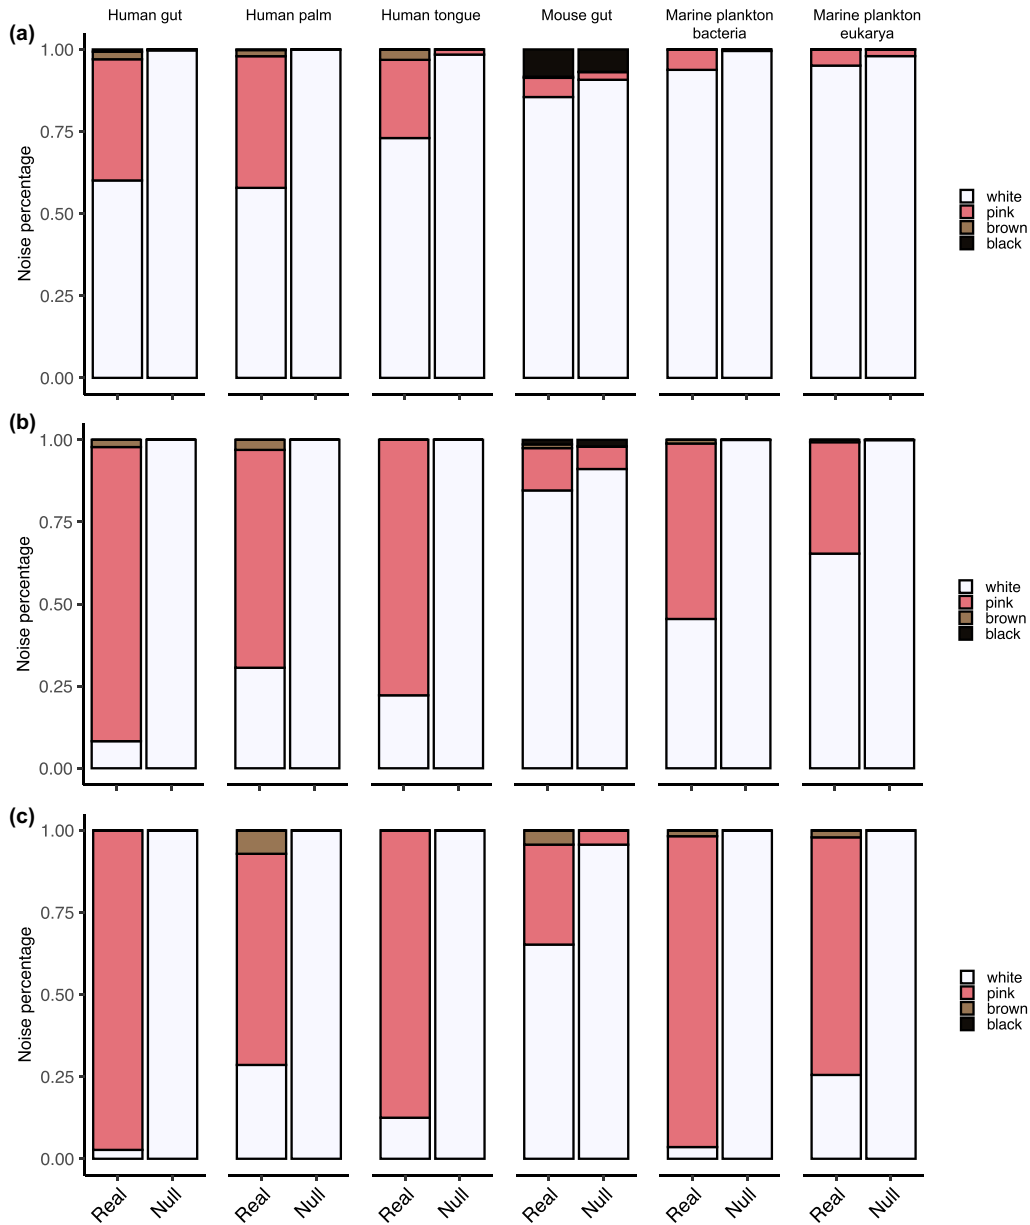 Human gut
Human palm
Human tongue
Mouse gut
Marine plankton
bacteria
Marine plankton
eukarya
(a)
1.00
0.75
0.50
0.25
0.00
Noise percentage
white
pink
brown
black
(b)
1.00
0.75
0.50
0.25
0.00
Noise percentage
white
pink
brown
black
(c)
1.00
0.75
0.50
0.25
0.00
Noise percentage
white
pink
brown
black
Real
Null
Real
Null
Real
Null
Real
Null
Real
Null
Real
Null